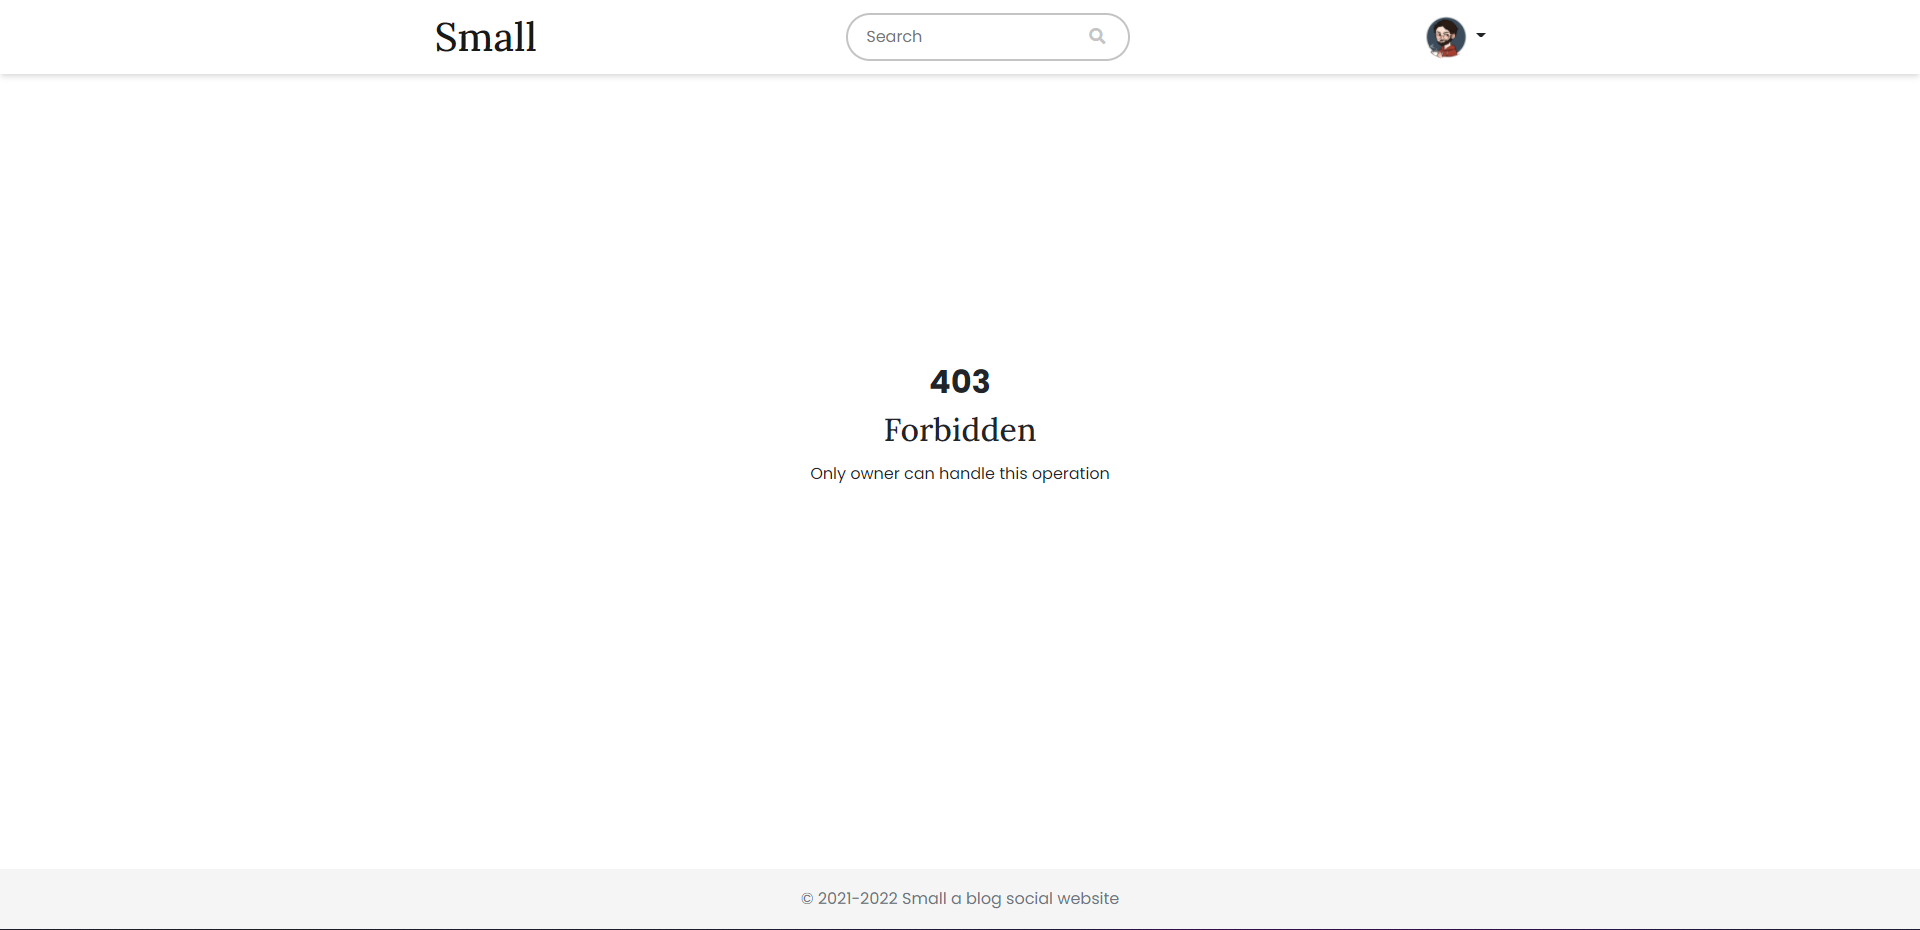 Small
Search
403
Forbidden
Only owner can handle this operation
© 2021-2022 Small a blog social website